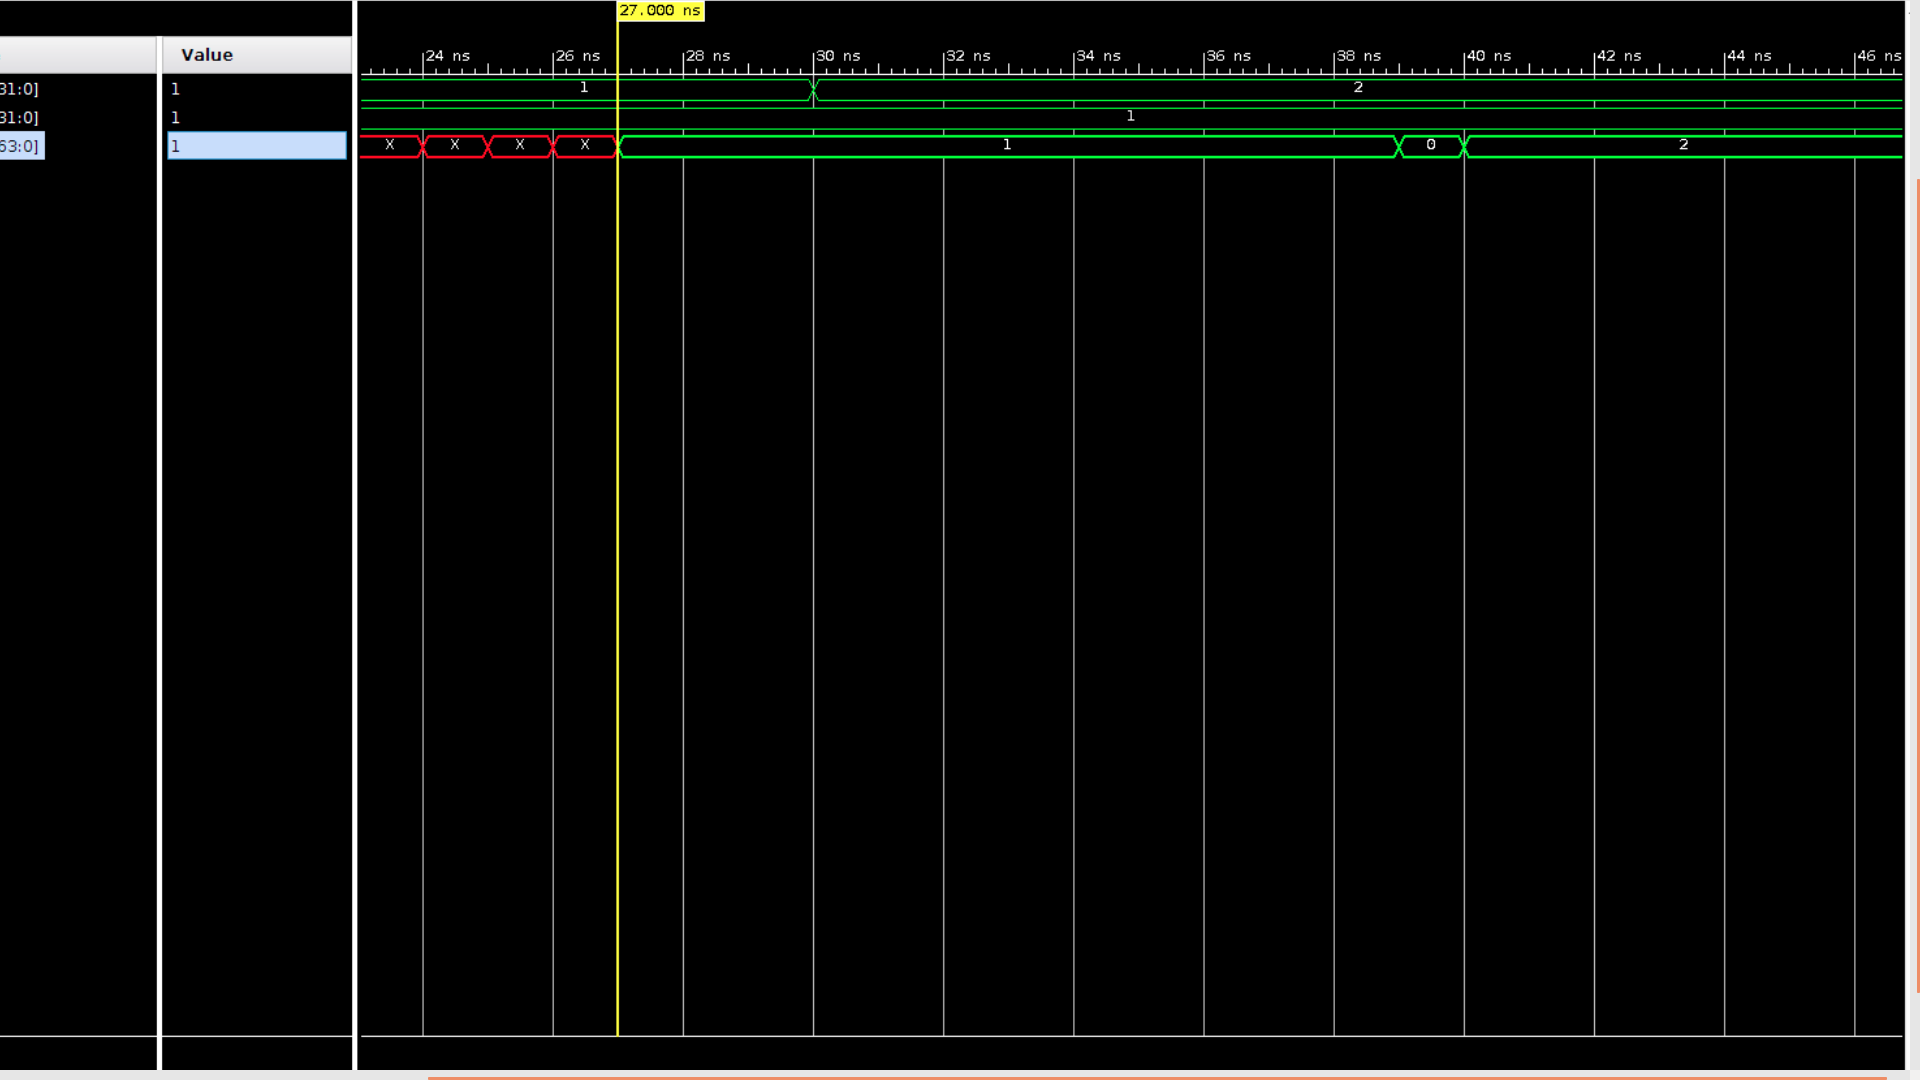 27.000 ns
Value
24 ns 26 ns 28 ns 30 ns 32 ns 34 ns 36 ns 38 ns 40 ns 42 ns 44 ns 46 ns
31:0] 1 1 2
31:0] 1 1
63:0] 1 X X X X 1 0 2